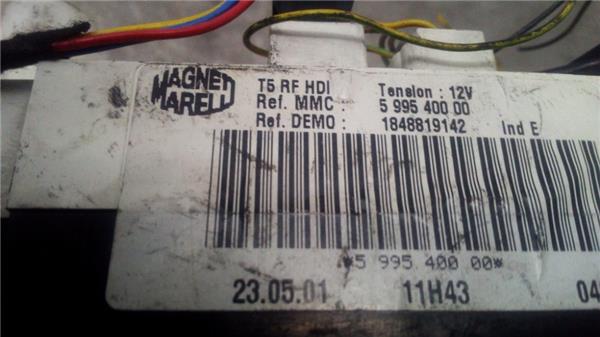 MAGNETI
MARELLI
T5 RF HDI Tension : 12V
Ref. MMC : 5 995 400 00
Ref. DEMO : 1848819142 Ind E
*5 995 400 00*
23.05.01 11H43 04